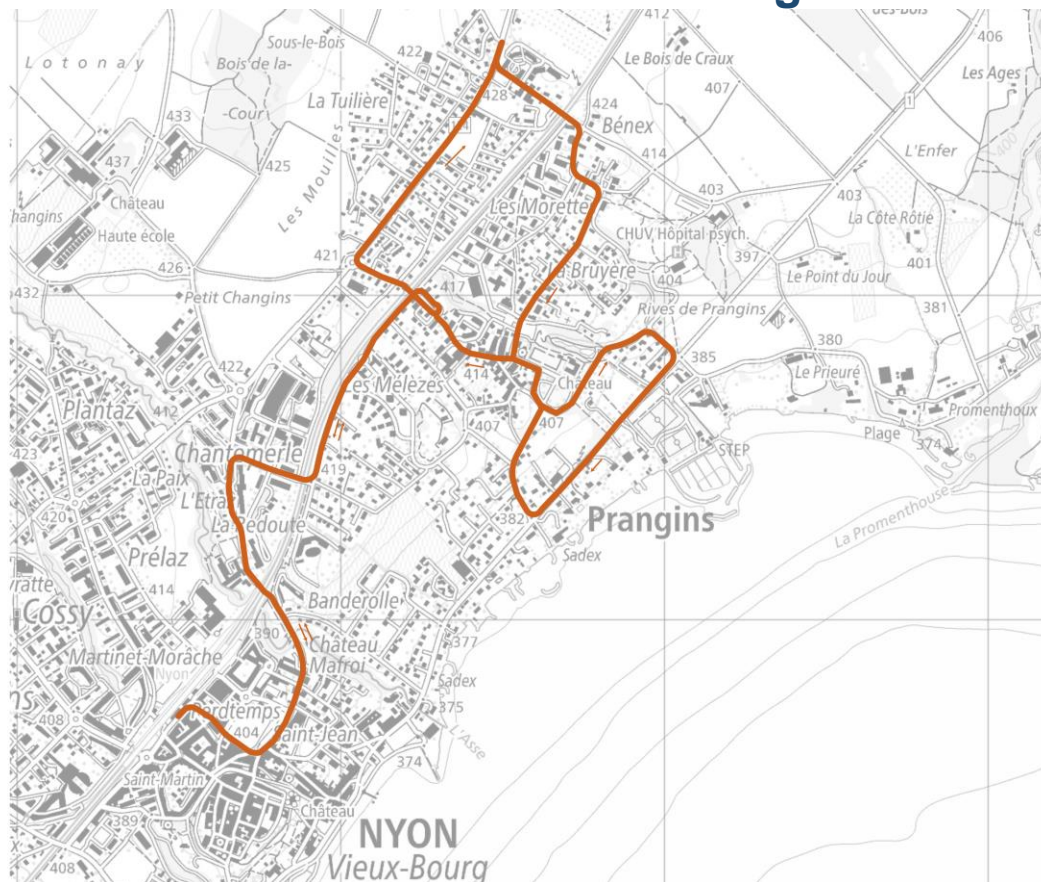 412
406
Sous-le-Bois
422
Le Bois de Craux
Lotonay
Bois de la-
-Cour
La Tuilière
428
407
Les Ages
424
Bénex
1
400
433
437
425
414
L'Enfer
Les Mouilles
Château
403
403
Changins
Les Morette
La Côte Rôtie
Haute école
CHUV, Hôpital psych.
H
397
401
421
426
a Bruyère
404
Le Point du Jour
432
Petit Changins
417
Rives de Prangins
381
385
380
422
414
Le Prieuré
Les Mélèzes
Château
Plantaz
412
407
407
Promenthoux
Plage
374
423
Chantemerle
419
STEP
La Paix
L'Etra
420
La Redoute
382
Prangins
La Promenthouse
Prélaz
Sadex
414
Cossy
Banderolle
390
377
Château
Mafroi
Martinet-Morâche
Nyon
Sadex
Perdtemps
375
408
404
Saint-Jean
L'Asse
374
Saint-Martin
Château
389
NYON
408
Vieux-Bourg